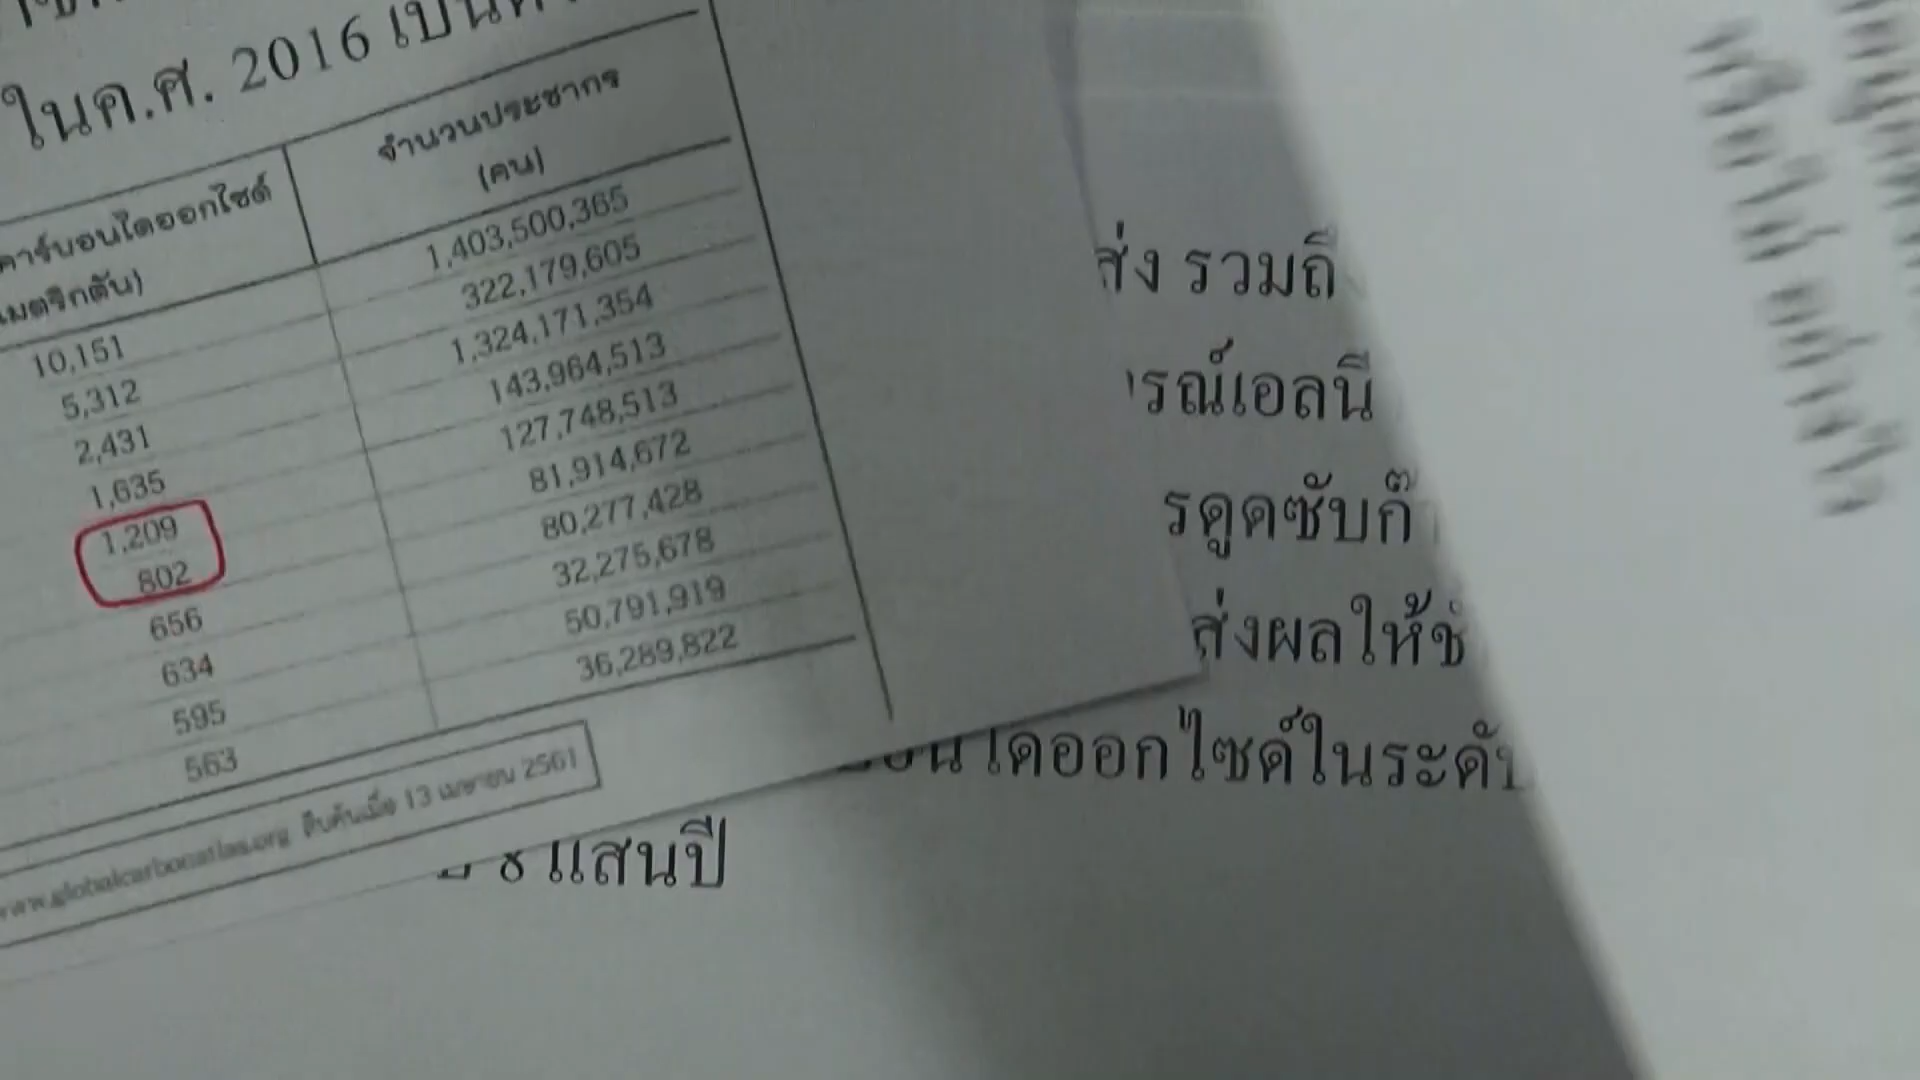 ในค.ศ. 2016
คาร์บอนไดออกไซด์
เมตริกตัน)
จำนวนประชากร
(คน)
10,151 1,403,500,365
5,312 322,179,605
2,431 1,324,171,354
1,635 143,964,513
1,209 127,748,513
802 81,914,672
656 80,277,428
634 32,275,678
595 50,791,919
563 36,289,822
www.globalcarbonatlas.org สืบค้นเมื่อ 13 เมษายน 2561
ส่ง รวมถึ
รณ์เอลนี
รดูดซับก๊
ส่งผลให้ช
ไดออกไซด์ในระดับ
8 แสนปี